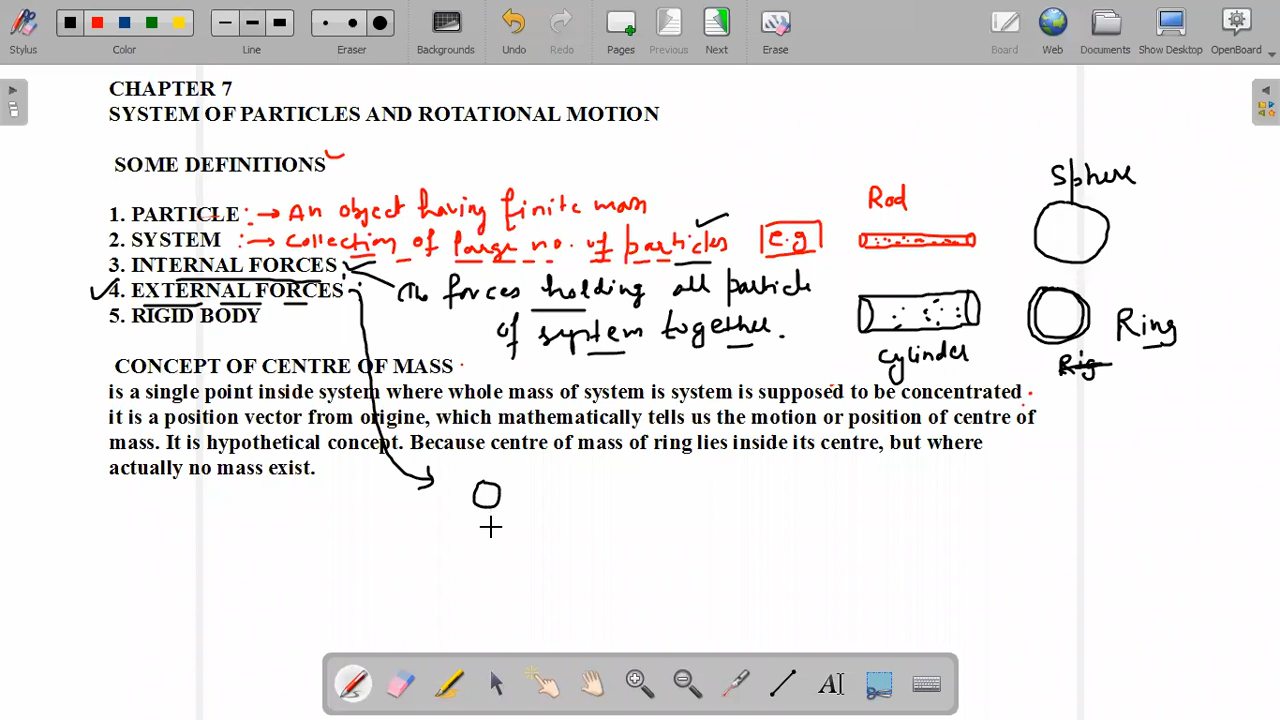 Stylus Color Line Eraser Backgrounds Undo Redo Pages Previous Next Erase Board Web Documents Show Desktop OpenBoard
CHAPTER 7
SYSTEM OF PARTICLES AND ROTATIONAL MOTION
SOME DEFINITIONS
1. PARTICLE :→ An object having finite mass
2. SYSTEM :→ Collection of large no. of particles e.g
3. INTERNAL FORCES
4. EXTERNAL FORCES forces holding all particle
of system together.
5. RIGID BODY
Rod
Sphere
Cylinder
Ring
Rig
CONCEPT OF CENTRE OF MASS
is a single point inside system where whole mass of system is system is supposed to be concentrated
it is a position vector from origine, which mathematically tells us the motion or position of centre of
mass. It is hypothetical concept. Because centre of mass of ring lies inside its centre, but where
actually no mass exist.